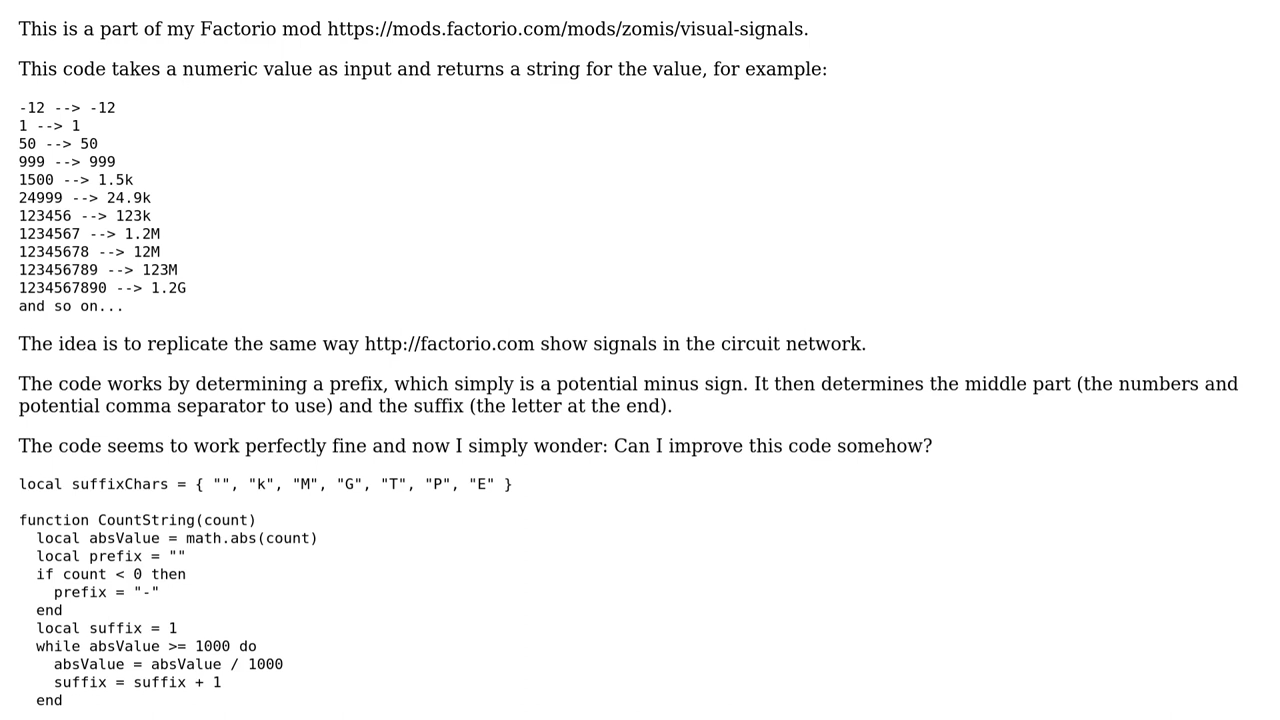 This is a part of my Factorio mod https://mods.factorio.com/mods/zomis/visual-signals.
This code takes a numeric value as input and returns a string for the value, for example:
-12 --> -12
1 --> 1
50 --> 50
999 --> 999
1500 --> 1.5k
24999 --> 24.9k
123456 --> 123k
1234567 --> 1.2M
12345678 --> 12M
123456789 --> 123M
1234567890 --> 1.2G
and so on...
The idea is to replicate the same way http://factorio.com show signals in the circuit network.
The code works by determining a prefix, which simply is a potential minus sign. It then determines the middle part (the numbers and
potential comma separator to use) and the suffix (the letter at the end).
The code seems to work perfectly fine and now I simply wonder: Can I improve this code somehow?
local suffixChars = { "", "k", "M", "G", "T", "P", "E" }
function CountString(count)
  local absValue = math.abs(count)
  local prefix = ""
  if count < 0 then
    prefix = "-"
  end
  local suffix = 1
  while absValue >= 1000 do
    absValue = absValue / 1000
    suffix = suffix + 1
  end